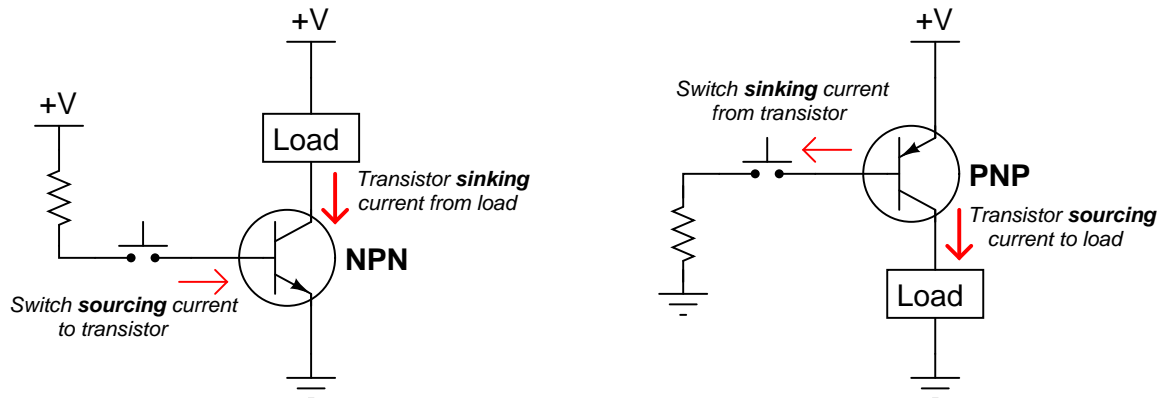 +V
+V
Load
Transistor sinking
current from load
NPN
Switch sourcing current
to transistor
+V
Switch sinking current
from transistor
PNP
Transistor sourcing
current to load
Load